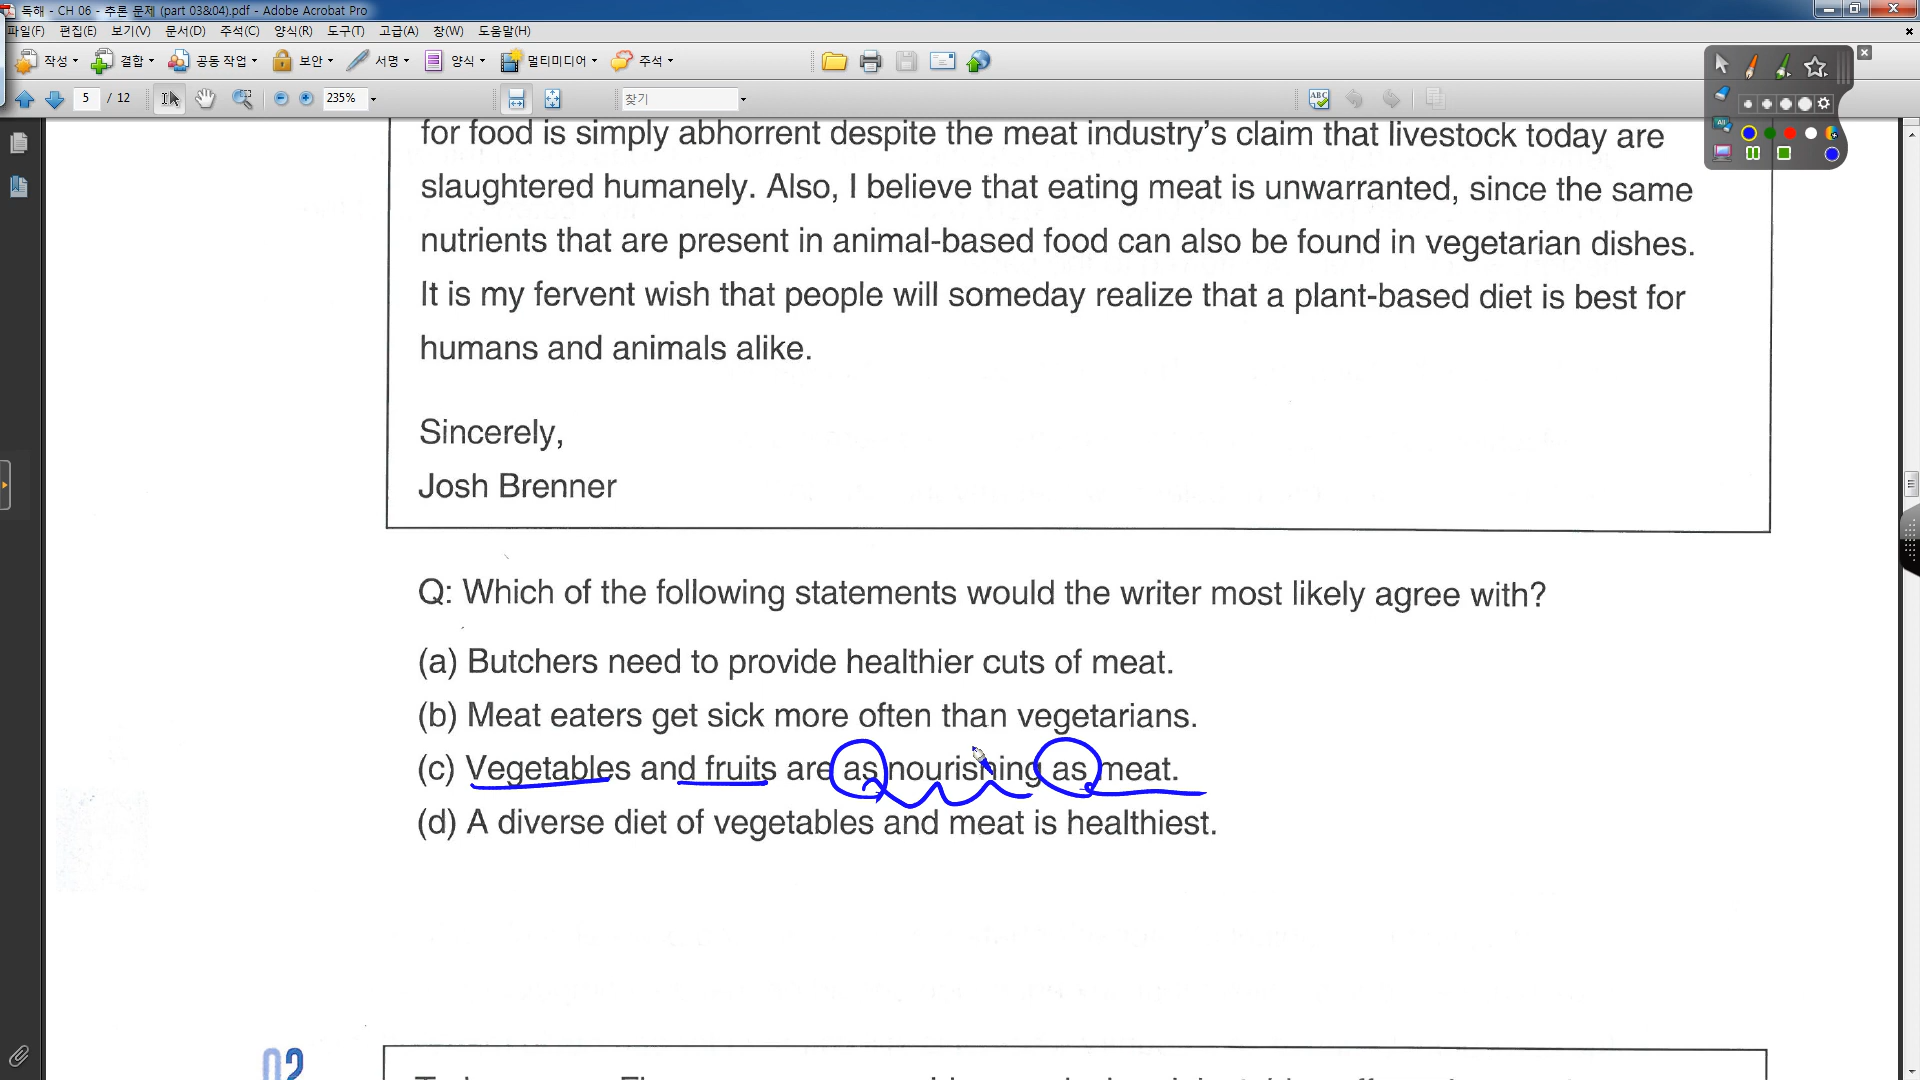 독해 - CH 06 - 추론 문제 (part 03&04).pdf - Adobe Acrobat Pro
파일(F) 편집(E) 보기(V) 문서(D) 주석(C) 양식(R) 도구(T) 고급(A) 창(W) 도움말(H)
작성 결합 공동 작업 보안 서명 양식 멀티미디어 주석
5 / 12 235% 찾기
for food is simply abhorrent despite the meat industry's claim that livestock today are
slaughtered humanely. Also, I believe that eating meat is unwarranted, since the same
nutrients that are present in animal-based food can also be found in vegetarian dishes.
It is my fervent wish that people will someday realize that a plant-based diet is best for
humans and animals alike.
Sincerely,
Josh Brenner
Q: Which of the following statements would the writer most likely agree with?
(a) Butchers need to provide healthier cuts of meat.
(b) Meat eaters get sick more often than vegetarians.
(c) Vegetables and fruits are as nourishing as meat.
(d) A diverse diet of vegetables and meat is healthiest.
02